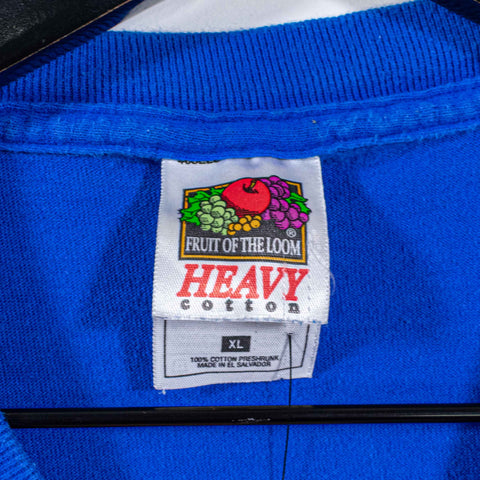 FRUIT OF THE LOOM
®
HEAVY
cotton
XL
100% COTTON PRESHRUNK
MADE IN EL SALVADOR